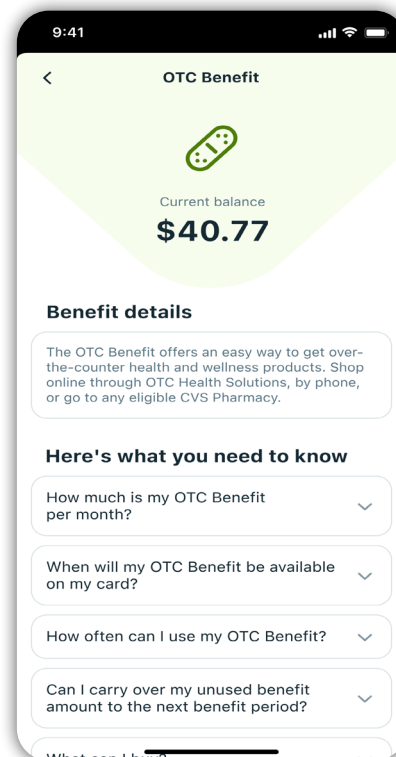 9:41
OTC Benefit
Current balance
$40.77
Benefit details
The OTC Benefit offers an easy way to get over-
the-counter health and wellness products. Shop
online through OTC Health Solutions, by phone,
or go to any eligible CVS Pharmacy.
Here's what you need to know
How much is my OTC Benefit
per month?
When will my OTC Benefit be available
on my card?
How often can I use my OTC Benefit?
Can I carry over my unused benefit
amount to the next benefit period?
What can I buy?